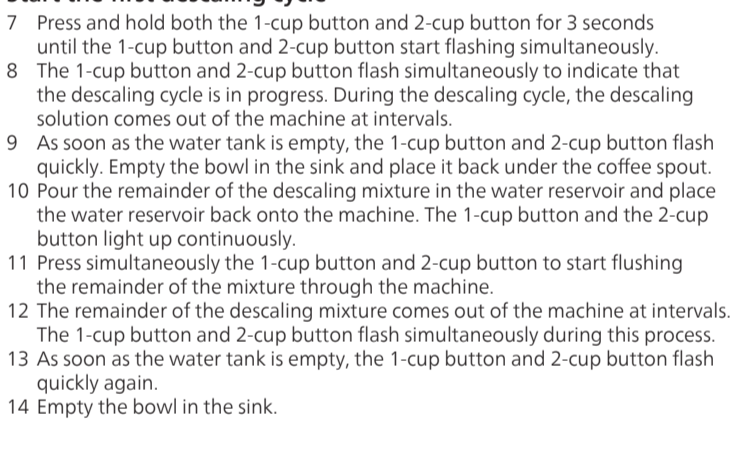 Start the first descaling cycle
7 Press and hold both the 1-cup button and 2-cup button for 3 seconds
until the 1-cup button and 2-cup button start flashing simultaneously.
8 The 1-cup button and 2-cup button flash simultaneously to indicate that
the descaling cycle is in progress. During the descaling cycle, the descaling
solution comes out of the machine at intervals.
9 As soon as the water tank is empty, the 1-cup button and 2-cup button flash
quickly. Empty the bowl in the sink and place it back under the coffee spout.
10 Pour the remainder of the descaling mixture in the water reservoir and place
the water reservoir back onto the machine. The 1-cup button and the 2-cup
button light up continuously.
11 Press simultaneously the 1-cup button and 2-cup button to start flushing
the remainder of the mixture through the machine.
12 The remainder of the descaling mixture comes out of the machine at intervals.
The 1-cup button and 2-cup button flash simultaneously during this process.
13 As soon as the water tank is empty, the 1-cup button and 2-cup button flash
quickly again.
14 Empty the bowl in the sink.